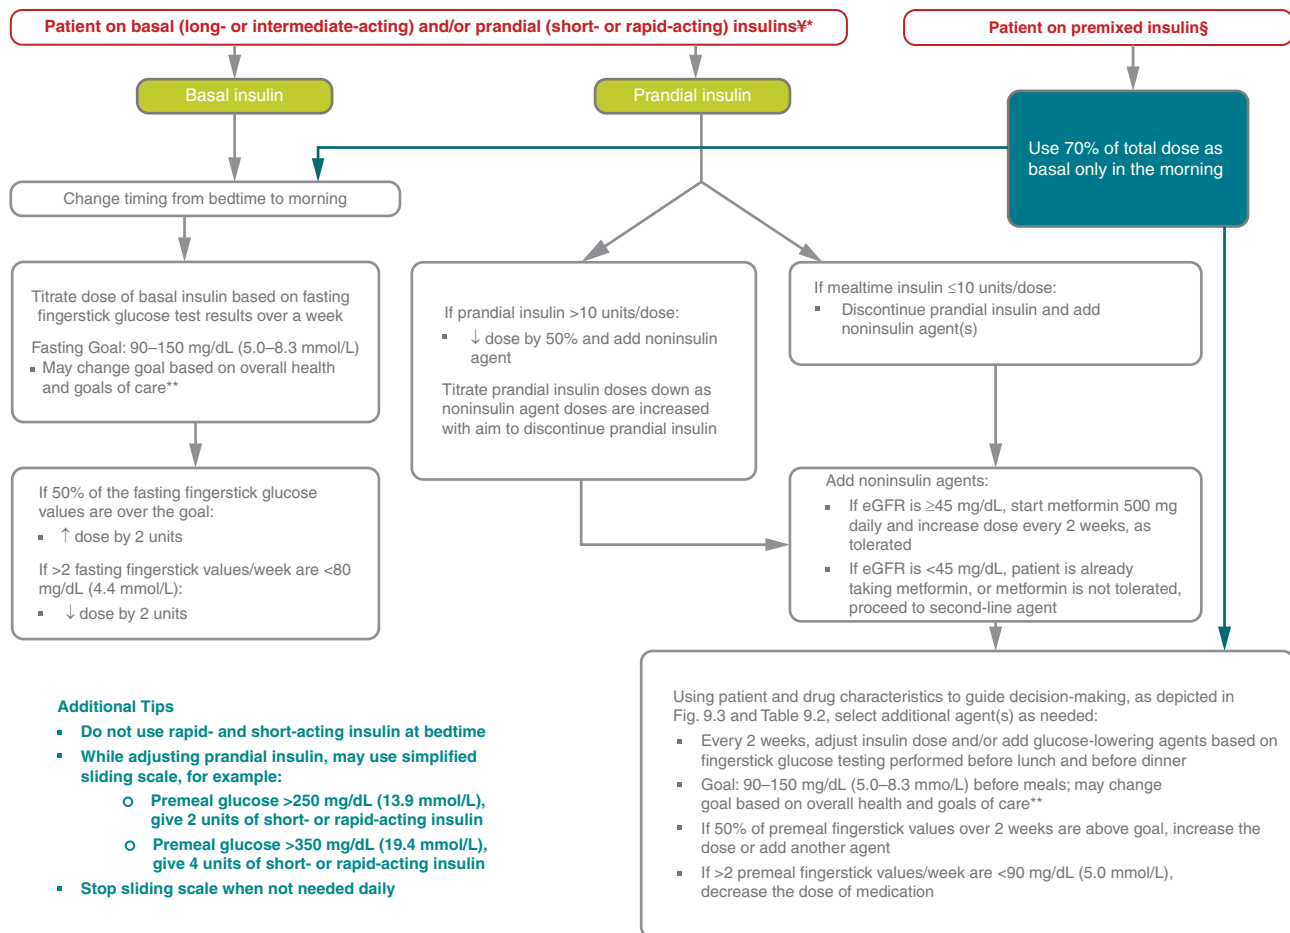 Patient on basal (long- or intermediate-acting) and/or prandial (short- or rapid-acting) insulins¥*
Patient on premixed insulin§
Basal insulin
Prandial insulin
Use 70% of total dose as
basal only in the morning
Change timing from bedtime to morning
Titrate dose of basal insulin based on fasting
fingerstick glucose test results over a week
Fasting Goal: 90–150 mg/dL (5.0–8.3 mmol/L)
▪ May change goal based on overall health
and goals of care**
If 50% of the fasting fingerstick glucose
values are over the goal:
▪ ↑ dose by 2 units
If >2 fasting fingerstick values/week are <80
mg/dL (4.4 mmol/L):
▪ ↓ dose by 2 units
If prandial insulin >10 units/dose:
▪ ↓ dose by 50% and add noninsulin
agent
Titrate prandial insulin doses down as
noninsulin agent doses are increased
with aim to discontinue prandial insulin
If mealtime insulin ≤10 units/dose:
▪ Discontinue prandial insulin and add
noninsulin agent(s)
Add noninsulin agents:
▪ If eGFR is ≥45 mg/dL, start metformin 500 mg
daily and increase dose every 2 weeks, as
tolerated
▪ If eGFR is <45 mg/dL, patient is already
taking metformin, or metformin is not tolerated,
proceed to second-line agent
Using patient and drug characteristics to guide decision-making, as depicted in
Fig. 9.3 and Table 9.2, select additional agent(s) as needed:
▪ Every 2 weeks, adjust insulin dose and/or add glucose-lowering agents based on
fingerstick glucose testing performed before lunch and before dinner
▪ Goal: 90–150 mg/dL (5.0–8.3 mmo/L) before meals; may change
goal based on overall health and goals of care**
▪ If 50% of premeal fingerstick values over 2 weeks are above goal, increase the
dose or add another agent
▪ If >2 premeal fingerstick values/week are <90 mg/dL (5.0 mmol/L),
decrease the dose of medication
Additional Tips
▪ Do not use rapid- and short-acting insulin at bedtime
▪ While adjusting prandial insulin, may use simplified
sliding scale, for example:
o Premeal glucose >250 mg/dL (13.9 mmol/L),
give 2 units of short- or rapid-acting insulin
o Premeal glucose >350 mg/dL (19.4 mmol/L),
give 4 units of short- or rapid-acting insulin
▪ Stop sliding scale when not needed daily